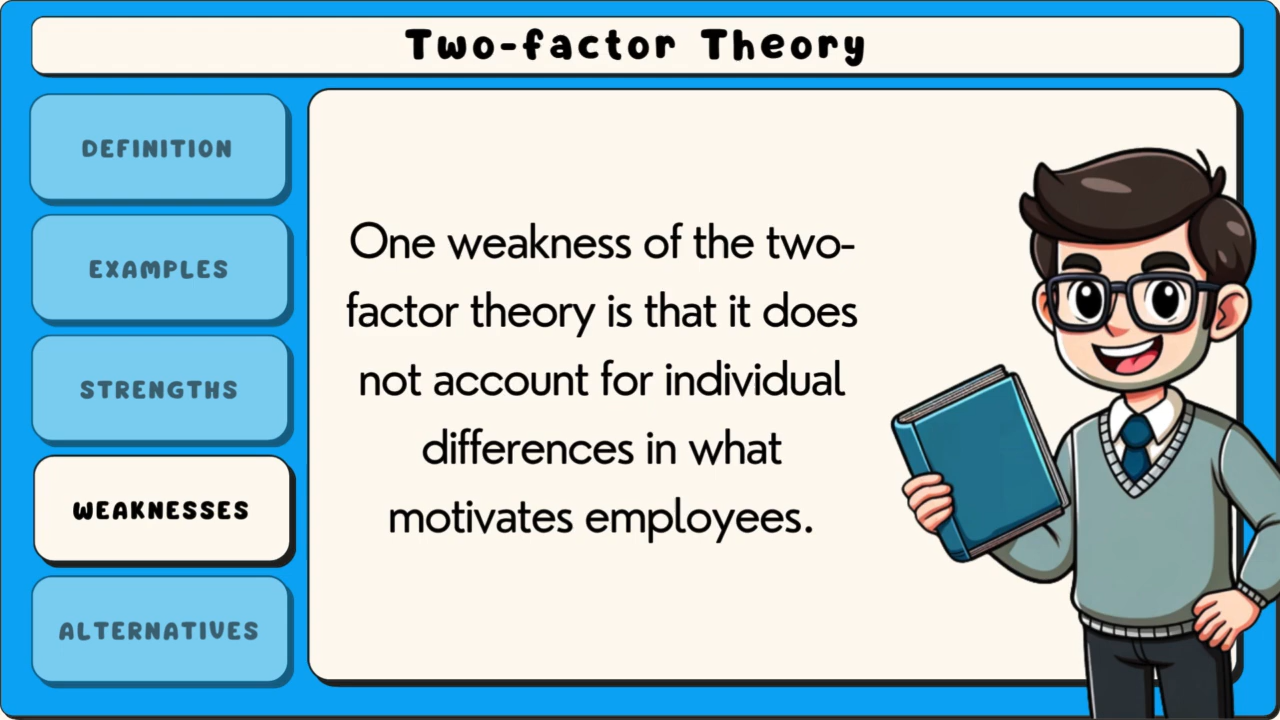 Two-factor Theory
DEFINITION
EXAMPLES
STRENGTHS
WEAKNESSES
ALTERNATIVES
One weakness of the two-
factor theory is that it does
not account for individual
differences in what
motivates employees.